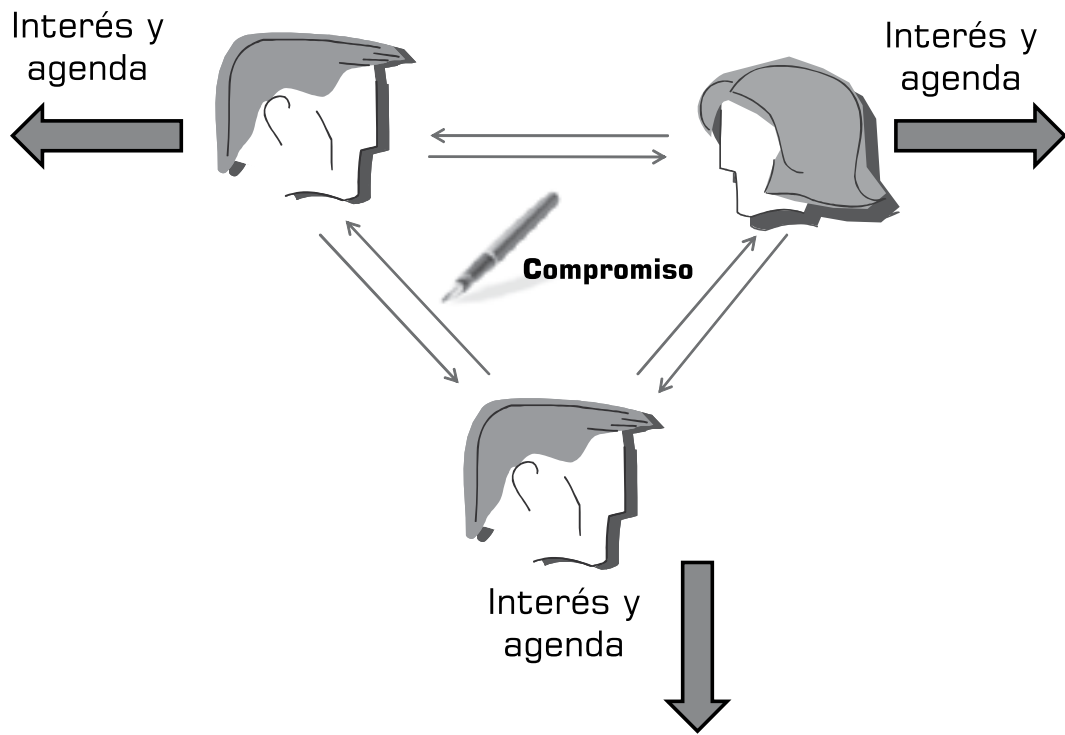 Interés y
agenda
Interés y
agenda
Compromiso
Interés y
agenda